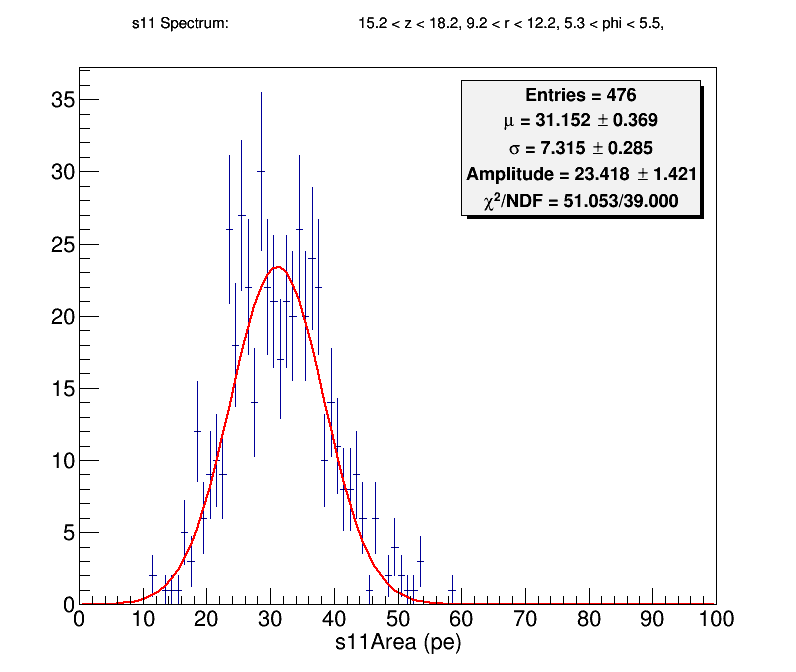 s11 Spectrum: 15.2 < z < 18.2, 9.2 < r < 12.2, 5.3 < phi < 5.5,
Entries = 476
μ = 31.152 ± 0.369
σ = 7.315 ± 0.285
Amplitude = 23.418 ± 1.421
χ²/NDF = 51.053/39.000
35
30
25
20
15
10
5
0
0 10 20 30 40 50 60 70 80 90 100
s11Area (pe)